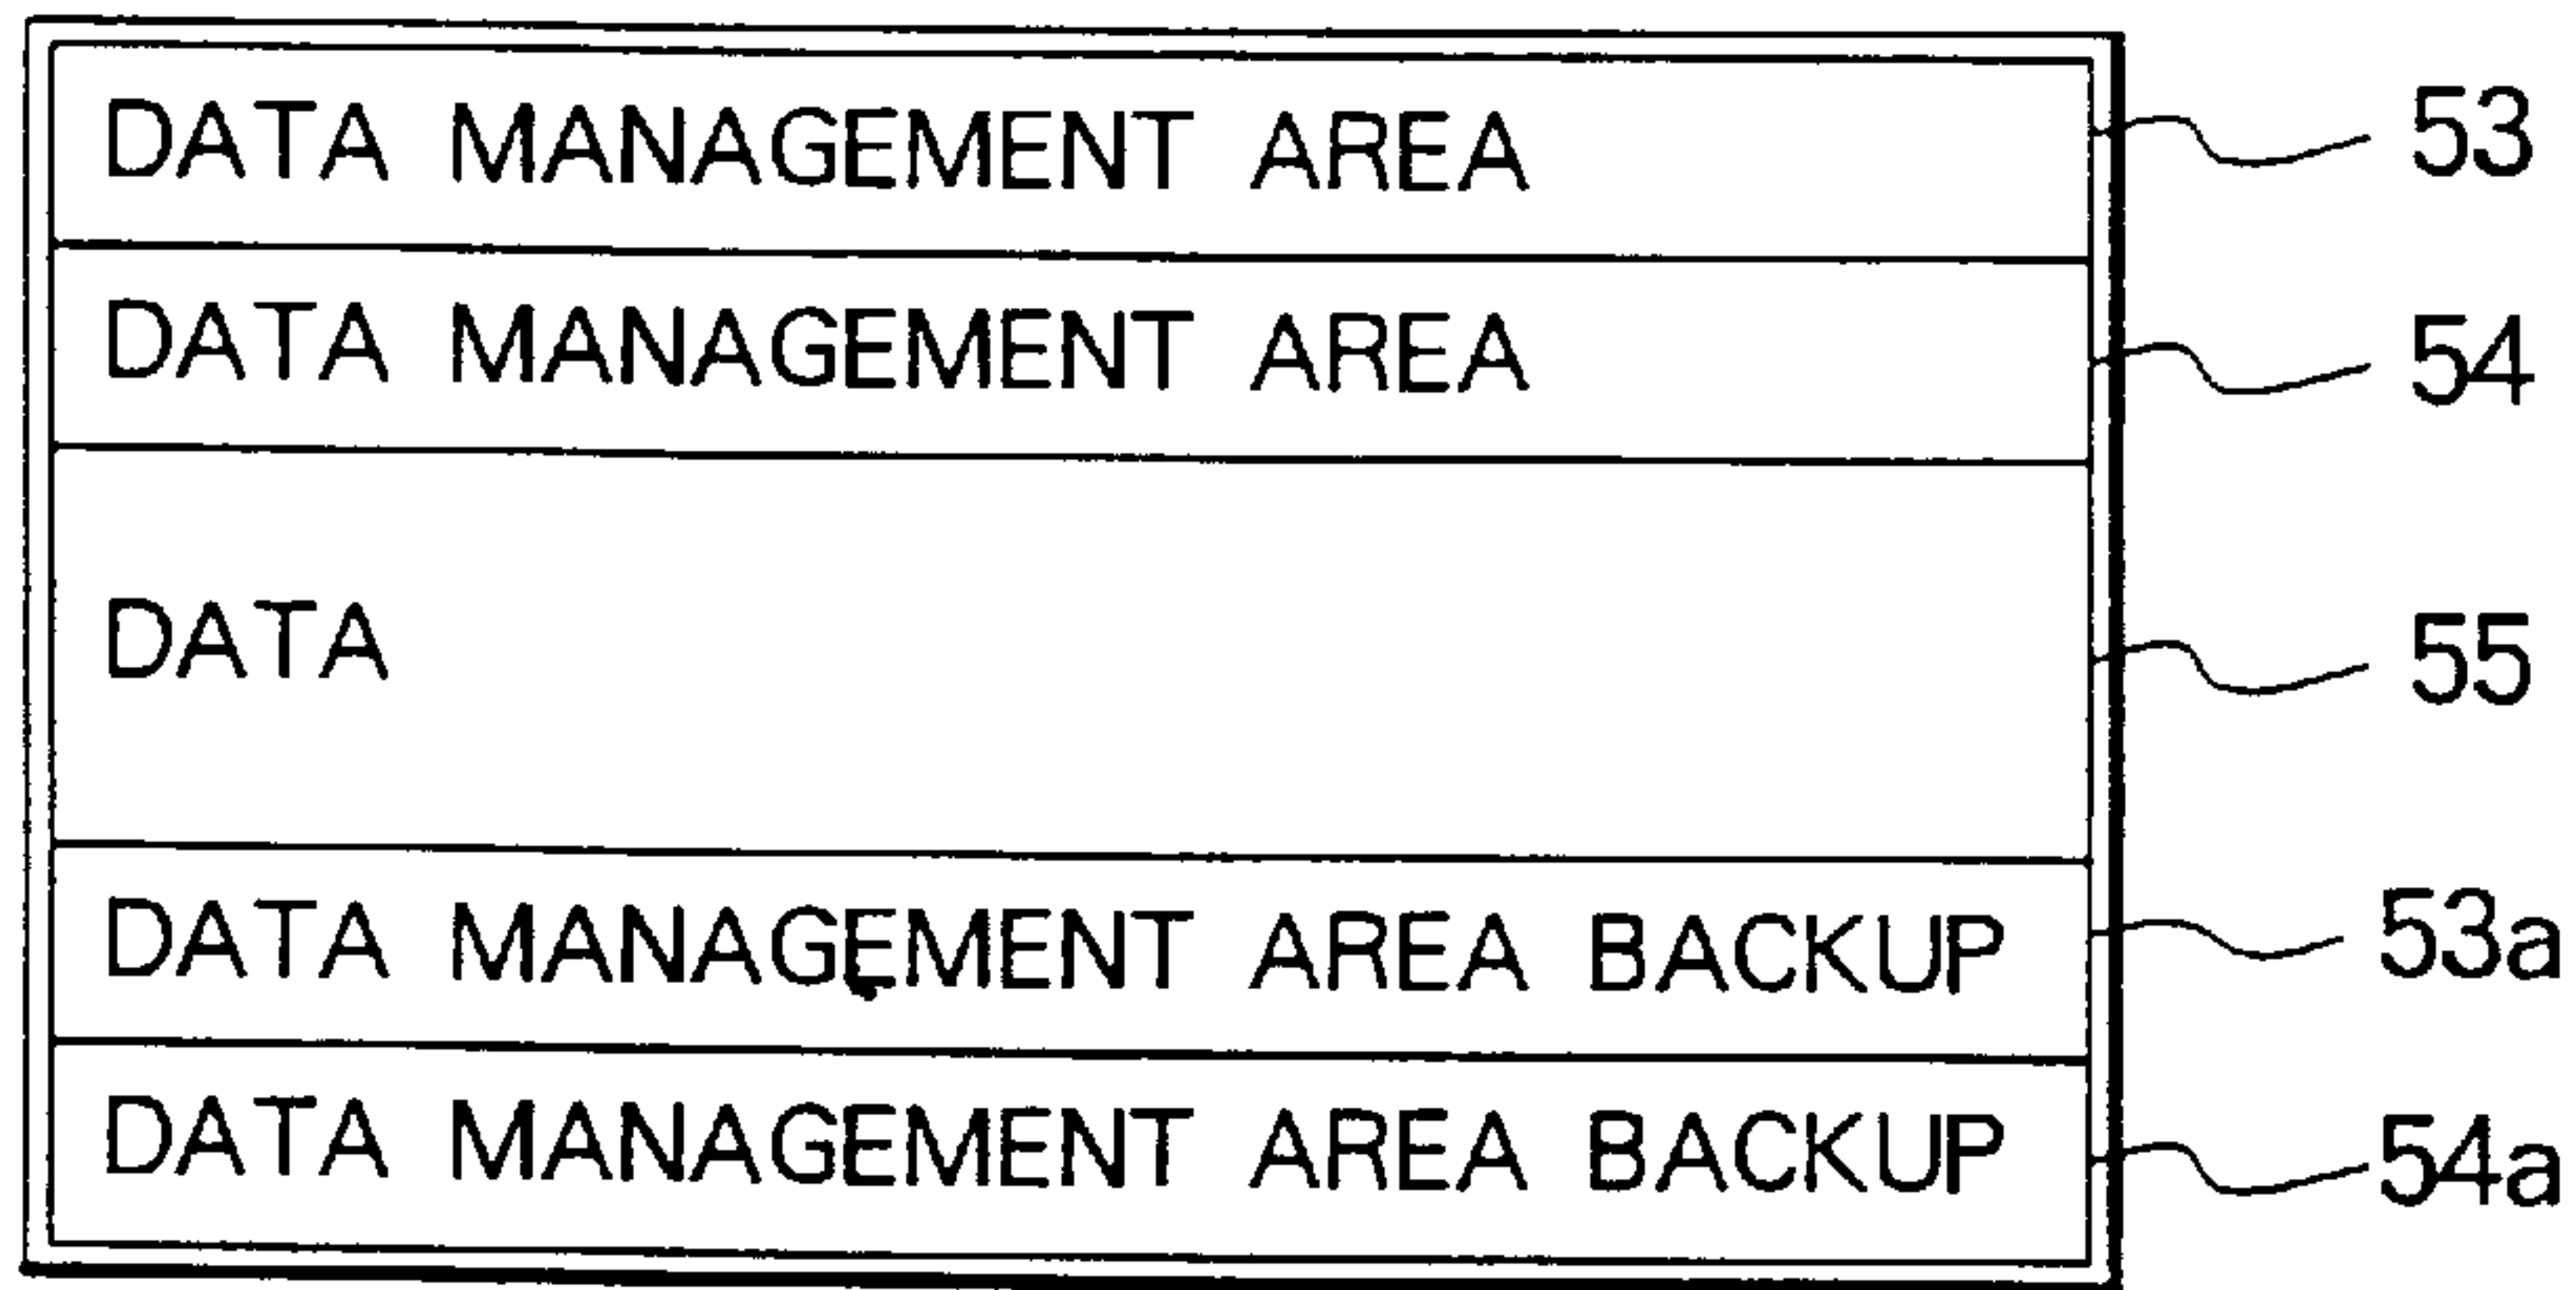 DATA MANAGEMENT AREA 53
DATA MANAGEMENT AREA 54
DATA 55
DATA MANAGEMENT AREA BACKUP 53a
DATA MANAGEMENT AREA BACKUP 54a